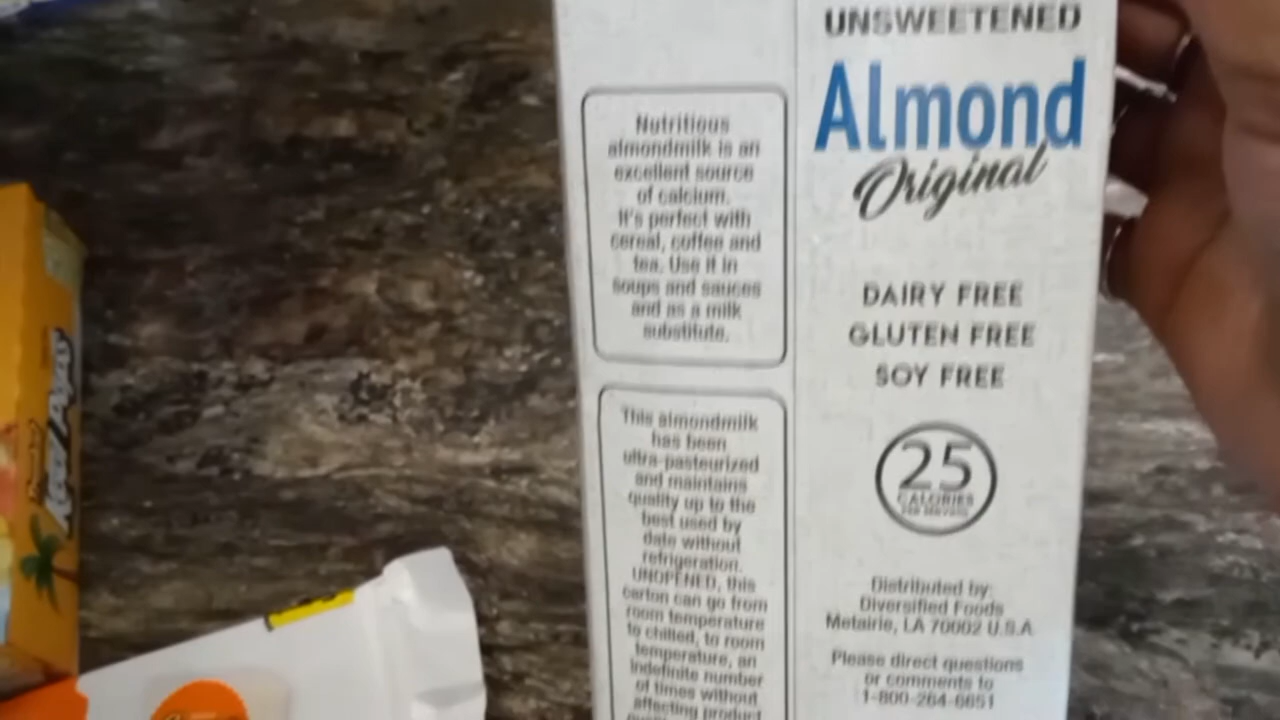 UNSWEETENED
Almond
Original
DAIRY FREE
GLUTEN FREE
SOY FREE
25
CALORIES
PER SERVING
Distributed by:
Diversified Foods
Metairie, LA 70002 U.S.A
Please direct questions
or comments to
1-800-264-6651
Nutritious
almondmilk is an
excellent source
of calcium.
It's perfect with
cereal, coffee and
tea. Use it in
soups and sauces
and as a milk
substitute.
This almondmilk
has been
ultra-pasteurized
and maintains
quality up to the
best used by
date without
refrigeration.
UNOPENED, this
carton can go from
room temperature
to chilled, to room
temperature, an
indefinite number
of times without
affecting product